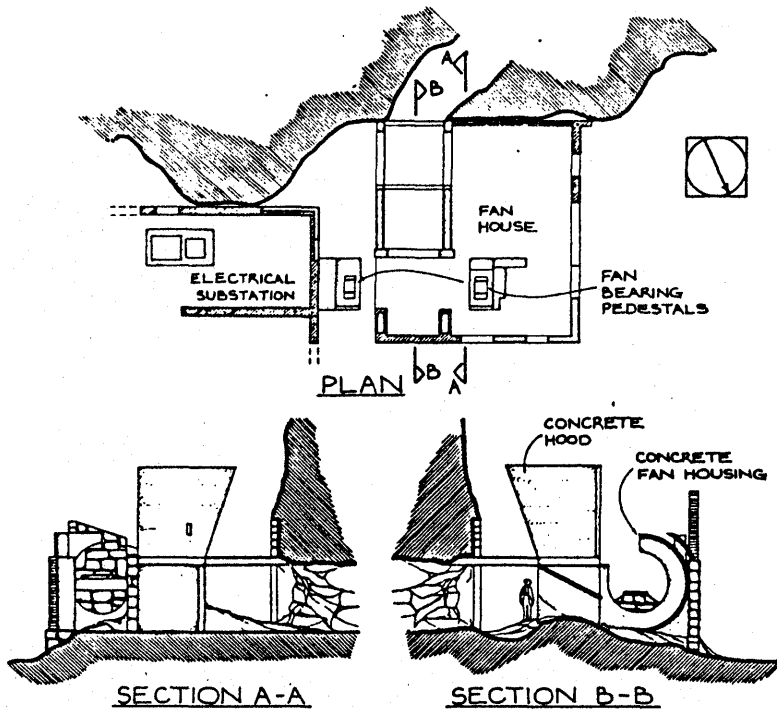 A
B
FAN
HOUSE
ELECTRICAL
SUBSTATION
FAN
BEARING
PEDESTALS
B
A
PLAN
CONCRETE
HOOD
CONCRETE
FAN HOUSING
SECTION A-A
SECTION B-B